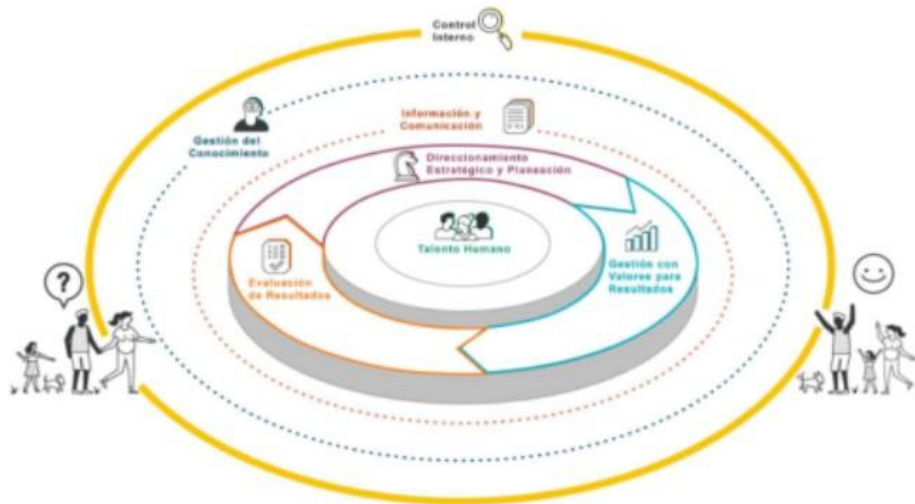 Control
Interno
Información y
Comunicación
Gestión del
Conocimiento
Direccionamiento
Estratégico y Planeación
Talento Humano
Gestión con
Valores para
Resultados
Evaluación
de Resultados
?